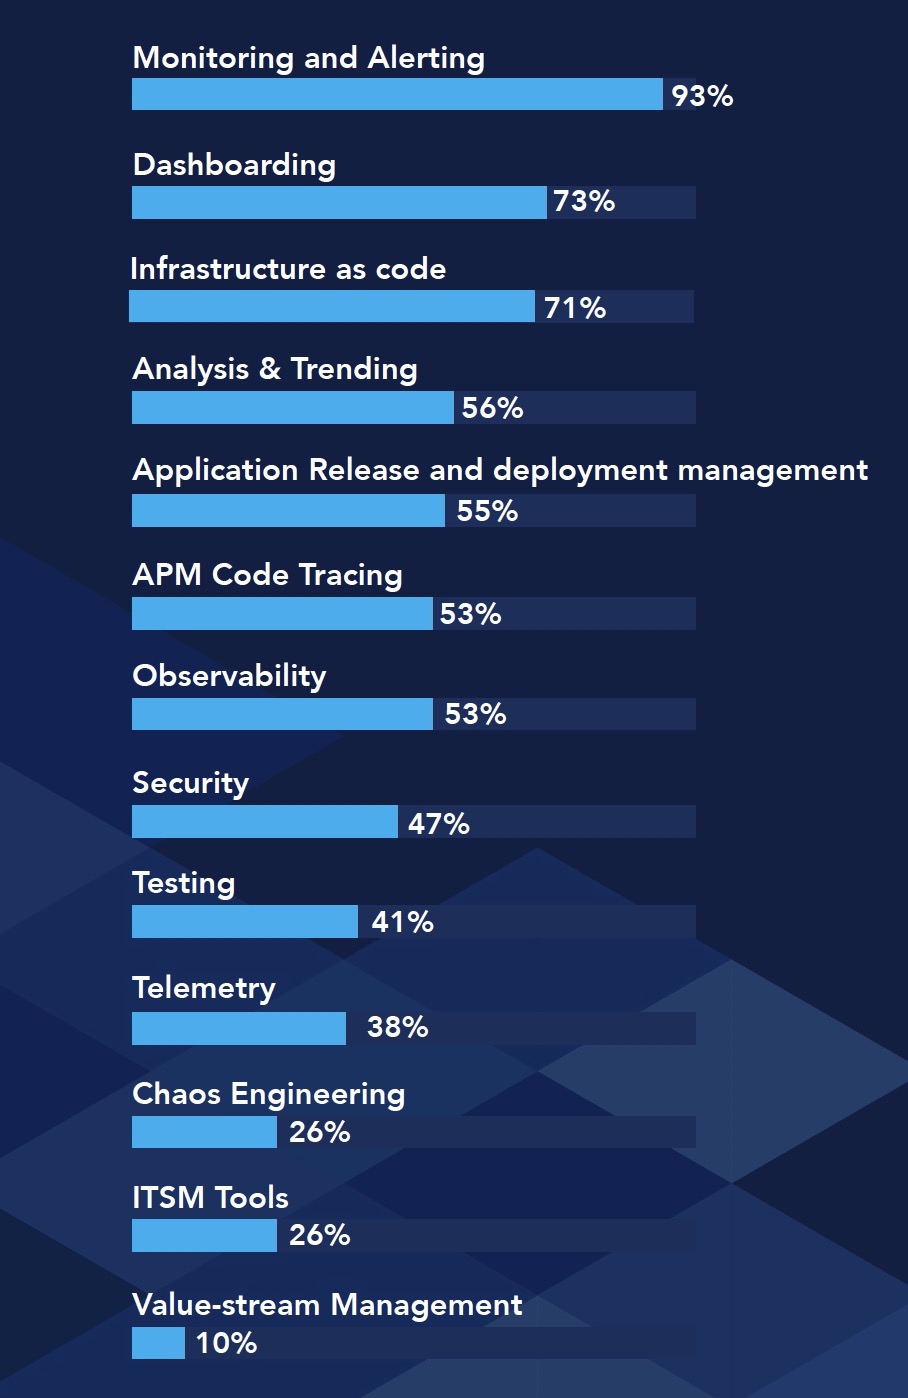 Monitoring and Alerting
93%
Dashboarding
73%
Infrastructure as code
71%
Analysis & Trending
56%
Application Release and deployment management
55%
APM Code Tracing
53%
Observability
53%
Security
47%
Testing
41%
Telemetry
38%
Chaos Engineering
26%
ITSM Tools
26%
Value-stream Management
10%